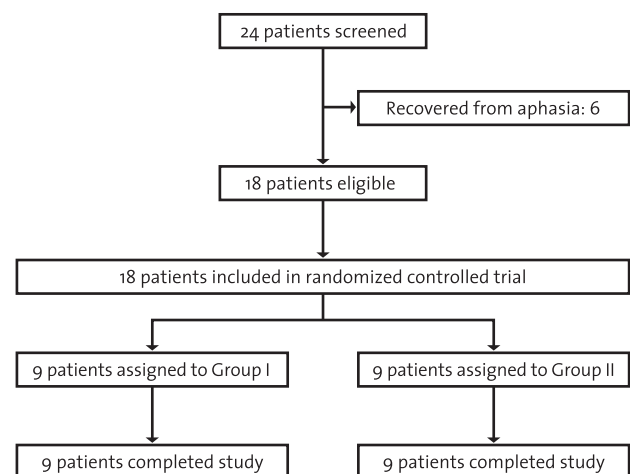 24 patients screened
Recovered from aphasia: 6
18 patients eligible
18 patients included in randomized controlled trial
9 patients assigned to Group I
9 patients assigned to Group II
9 patients completed study
9 patients completed study